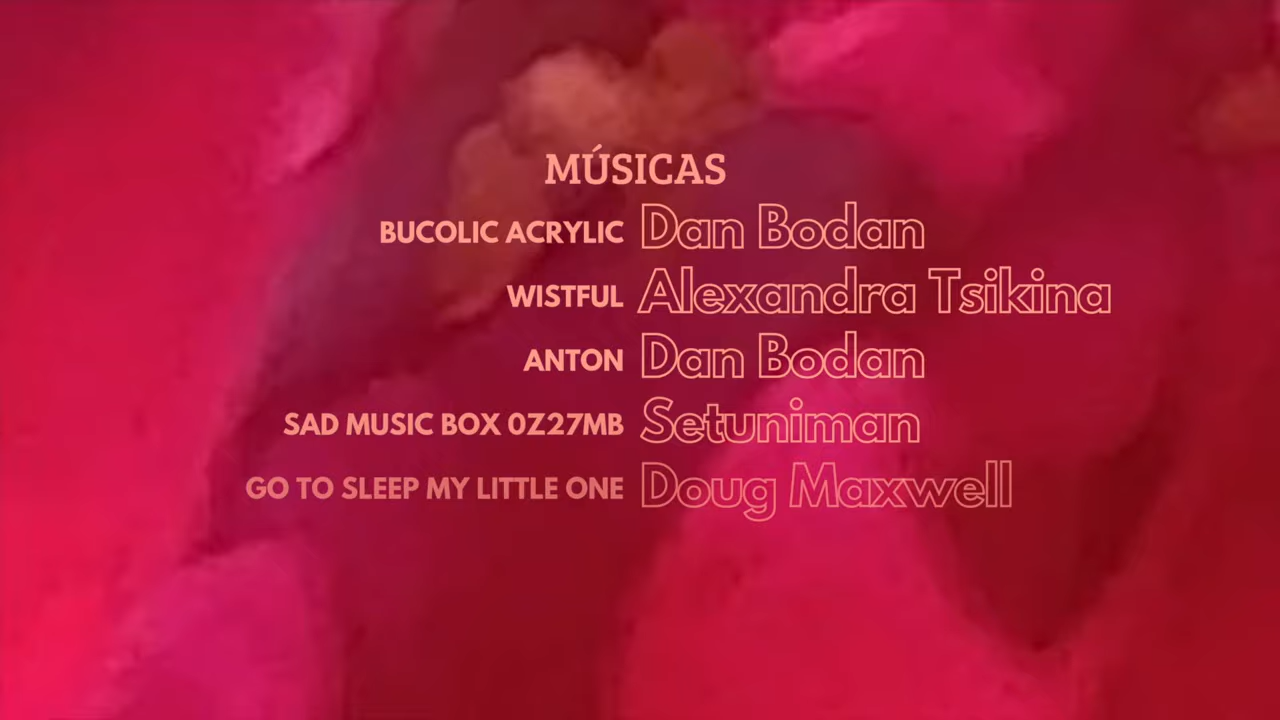 MÚSICAS
BUCOLIC ACRYLIC Dan Bodan
WISTFUL Alexandra Tsikina
ANTON Dan Bodan
SAD MUSIC BOX 0Z27MB Setuniman
GO TO SLEEP MY LITTLE ONE Doug Maxwell